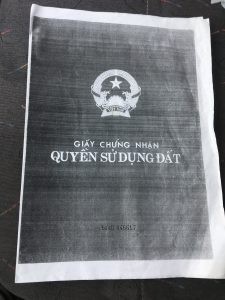 GIẤY CHỨNG NHẬN
QUYỀN SỬ DỤNG ĐẤT